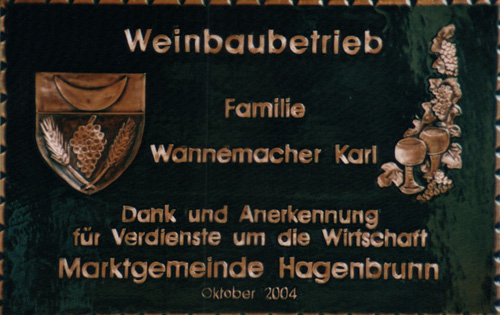 Weinbaubetrieb
Familie
Wannemacher Karl
Dank und Anerkennung
für Verdienste um die Wirtschaft
Marktgemeinde Hagenbrunn
Oktober 2004